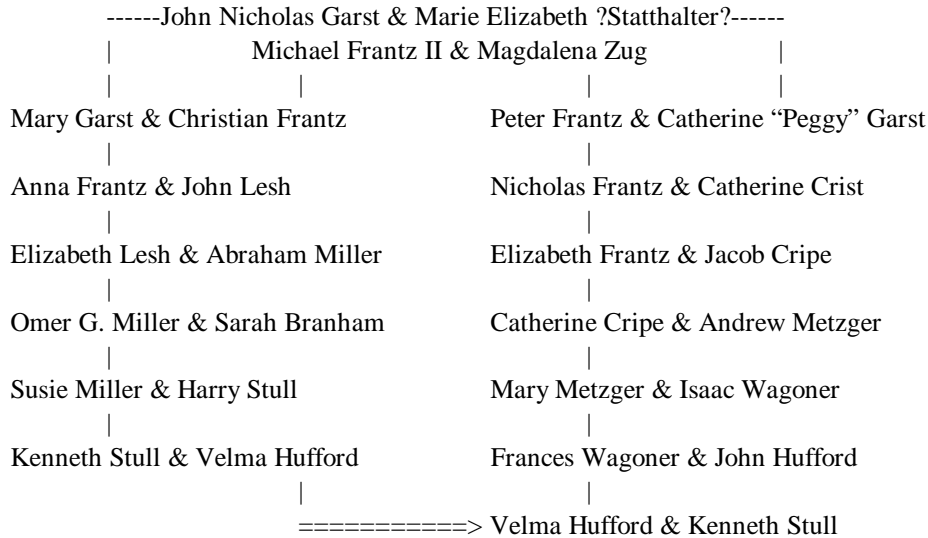 ------John Nicholas Garst & Marie Elizabeth ?Statthalter?------
| Michael Frantz II & Magdalena Zug |
| | | |
Mary Garst & Christian Frantz Peter Frantz & Catherine “Peggy” Garst
| |
Anna Frantz & John Lesh Nicholas Frantz & Catherine Crist
| |
Elizabeth Lesh & Abraham Miller Elizabeth Frantz & Jacob Cripe
| |
Omer G. Miller & Sarah Branham Catherine Cripe & Andrew Metzger
| |
Susie Miller & Harry Stull Mary Metzger & Isaac Wagoner
| |
Kenneth Stull & Velma Hufford Frances Wagoner & John Hufford
| |
===========> Velma Hufford & Kenneth Stull